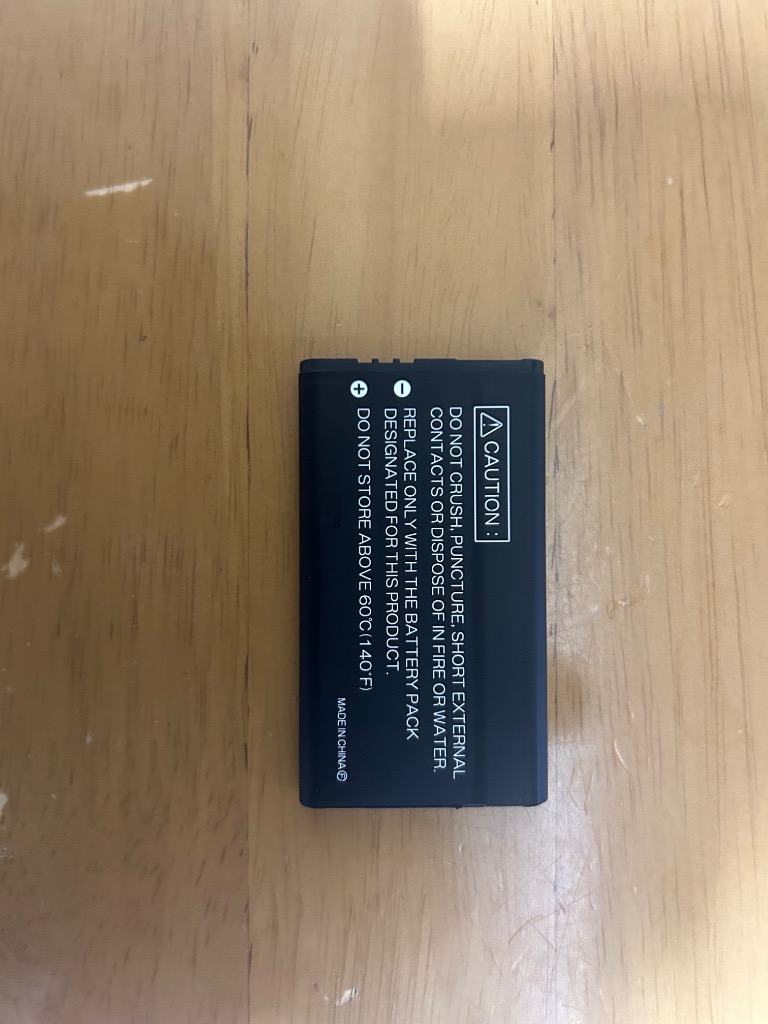 ⚠ CAUTION :
DO NOT CRUSH, PUNCTURE, SHORT EXTERNAL
CONTACTS OR DISPOSE OF IN FIRE OR WATER.
− REPLACE ONLY WITH THE BATTERY PACK
DESIGNATED FOR THIS PRODUCT.
+ DO NOT STORE ABOVE 60℃(140°F)
MADE IN CHINA Ⓕ